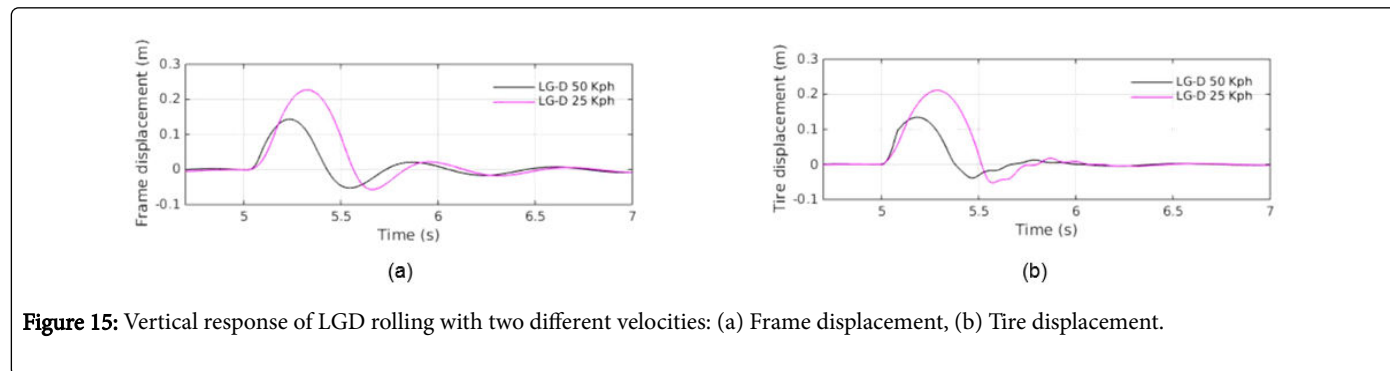 Frame displacement (m)
0.3
0.2
0.1
0
-0.1
LG-D 50 Kph
LG-D 25 Kph
5
5.5
6
6.5
7
Time (s)
(a)
Tire displacement (m)
0.3
0.2
0.1
0
-0.1
LG-D 50 Kph
LG-D 25 Kph
5
5.5
6
6.5
7
Time (s)
(b)
Figure 15: Vertical response of LGD rolling with two different velocities: (a) Frame displacement, (b) Tire displacement.